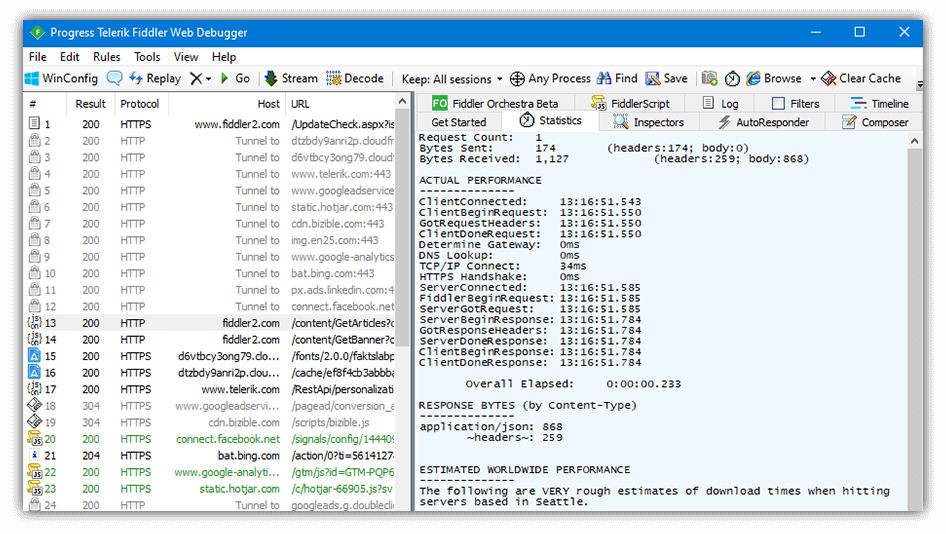 Progress Telerik Fiddler Web Debugger
File Edit Rules Tools View Help
WinConfig Replay Go Stream Decode Keep: All sessions Any Process Find Save Browse Clear Cache
# Result Protocol Host URL
1 200 HTTPS www.fiddler2.com /UpdateCheck.aspx?is
2 200 HTTP Tunnel to dtzbdy9anri2p.cloudfr
3 200 HTTP Tunnel to d6vtbcy3ong79.cloudf
4 200 HTTP Tunnel to www.telerik.com:443
5 200 HTTP Tunnel to www.googleadservice
6 200 HTTP Tunnel to static.hotjar.com:443
7 200 HTTP Tunnel to cdn.bizible.com:443
8 200 HTTP Tunnel to img.en25.com:443
9 200 HTTP Tunnel to www.google-analytics
10 200 HTTP Tunnel to bat.bing.com:443
11 200 HTTP Tunnel to px.ads.linkedin.com:4
12 200 HTTP Tunnel to connect.facebook.net
13 200 HTTP fiddler2.com /content/GetArticles?c
14 200 HTTP fiddler2.com /content/GetBanner?c
15 200 HTTPS d6vtbcy3ong79.clo... /fonts/2.0.0/faktslabp
16 200 HTTPS dtzbdy9anri2p.clou... /cache/ef8f4cb3abbba
17 200 HTTPS www.telerik.com /RestApi/personalizati
18 304 HTTPS www.googleadservi... /pagead/conversion_a
19 304 HTTPS cdn.bizible.com /scripts/bizible.js
20 200 HTTPS connect.facebook.net /signals/config/144409
21 204 HTTPS bat.bing.com /action/0?ti=5614127
22 200 HTTPS www.google-analyti... /gtm/js?id=GTM-PQP6
23 200 HTTPS static.hotjar.com /c/hotjar-66905.js?sv
24 200 HTTP Tunnel to googleads.g.doublecli
FO Fiddler Orchestra Beta FiddlerScript Log Filters Timeline
Get Started Statistics Inspectors AutoResponder Composer
Request Count: 1
Bytes Sent: 174 (headers:174; body:0)
Bytes Received: 1,127 (headers:259; body:868)
ACTUAL PERFORMANCE
--------------
ClientConnected: 13:16:51.543
ClientBeginRequest: 13:16:51.550
GotRequestHeaders: 13:16:51.550
ClientDoneRequest: 13:16:51.550
Determine Gateway: 0ms
DNS Lookup: 0ms
TCP/IP Connect: 34ms
HTTPS Handshake: 0ms
ServerConnected: 13:16:51.585
FiddlerBeginRequest: 13:16:51.585
ServerGotRequest: 13:16:51.585
ServerBeginResponse: 13:16:51.784
GotResponseHeaders: 13:16:51.784
ServerDoneResponse: 13:16:51.784
ClientBeginResponse: 13:16:51.784
ClientDoneResponse: 13:16:51.784
Overall Elapsed: 0:00:00.233
RESPONSE BYTES (by Content-Type)
--------------
application/json: 868
~headers~: 259
ESTIMATED WORLDWIDE PERFORMANCE
--------------
The following are VERY rough estimates of download times when hitting
servers based in Seattle.